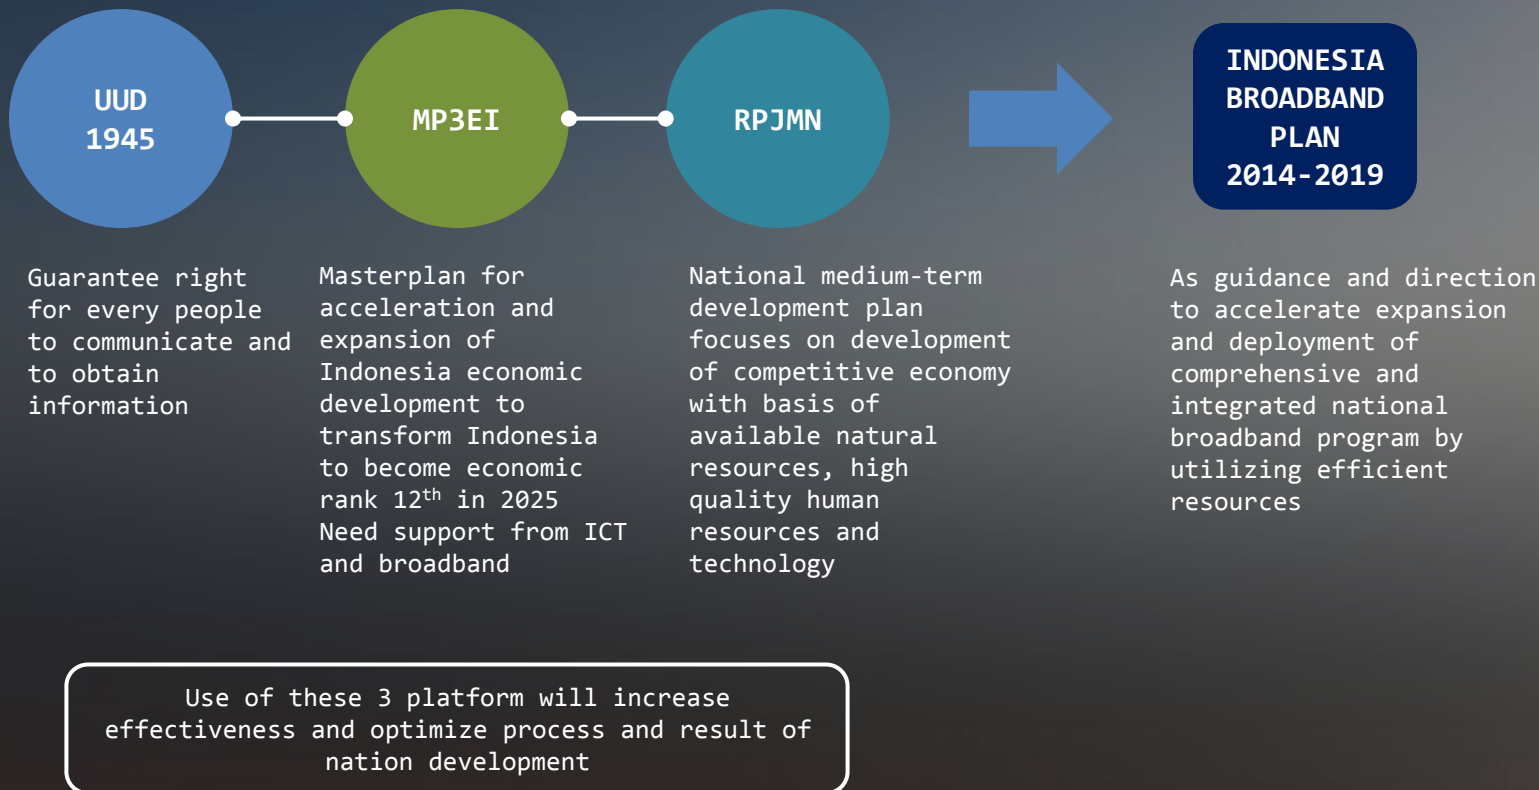 UUD
1945
MP3EI
RPJMN
INDONESIA
BROADBAND
PLAN
2014-2019
Guarantee right
for every people
to communicate and
to obtain
information
Masterplan for
acceleration and
expansion of
Indonesia economic
development to
transform Indonesia
to become economic
rank 12th in 2025
Need support from ICT
and broadband
National medium-term
development plan
focuses on development
of competitive economy
with basis of
available natural
resources, high
quality human
resources and
technology
As guidance and direction
to accelerate expansion
and deployment of
comprehensive and
integrated national
broadband program by
utilizing efficient
resources
Use of these 3 platform will increase
effectiveness and optimize process and result of
nation development